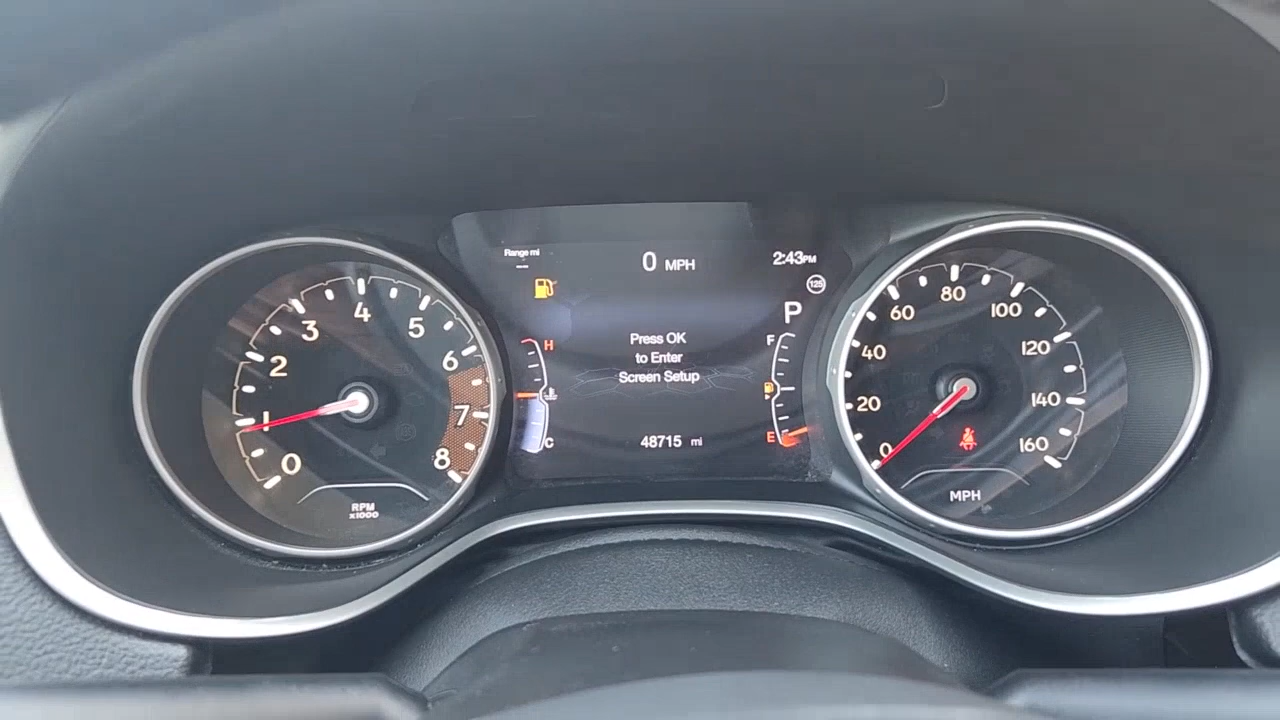 Range mi
----
0 MPH
2:43PM
125
P
Press OK
to Enter
Screen Setup
H
C
F
E
48715 mi
0
1
2
3
4
5
6
7
8
RPM
x1000
0
20
40
60
80
100
120
140
160
MPH